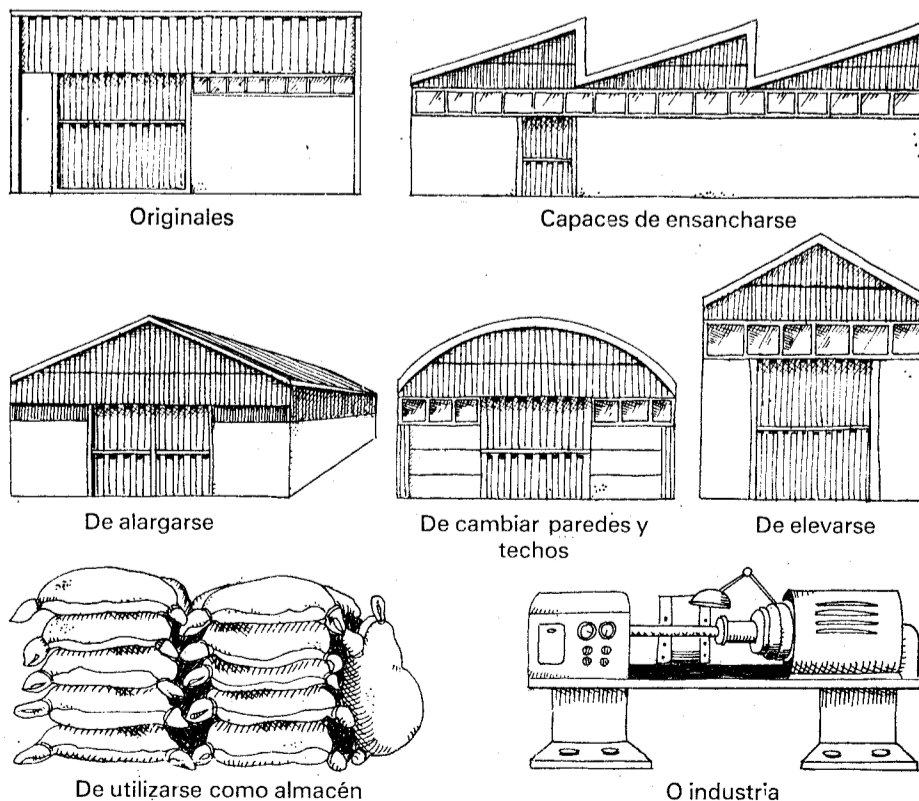 Originales
Capaces de ensancharse
De alargarse
De cambiar paredes y
techos
De elevarse
De utilizarse como almacén
O industria